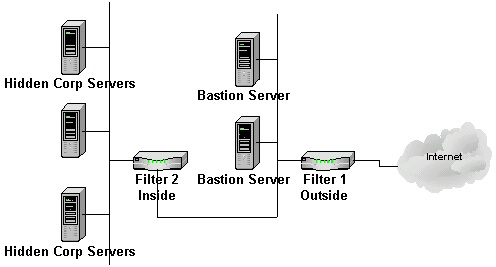 Hidden Corp Servers
Hidden Corp Servers
Bastion Server
Bastion Server
Filter 2
Inside
Filter 1
Outside
Internet